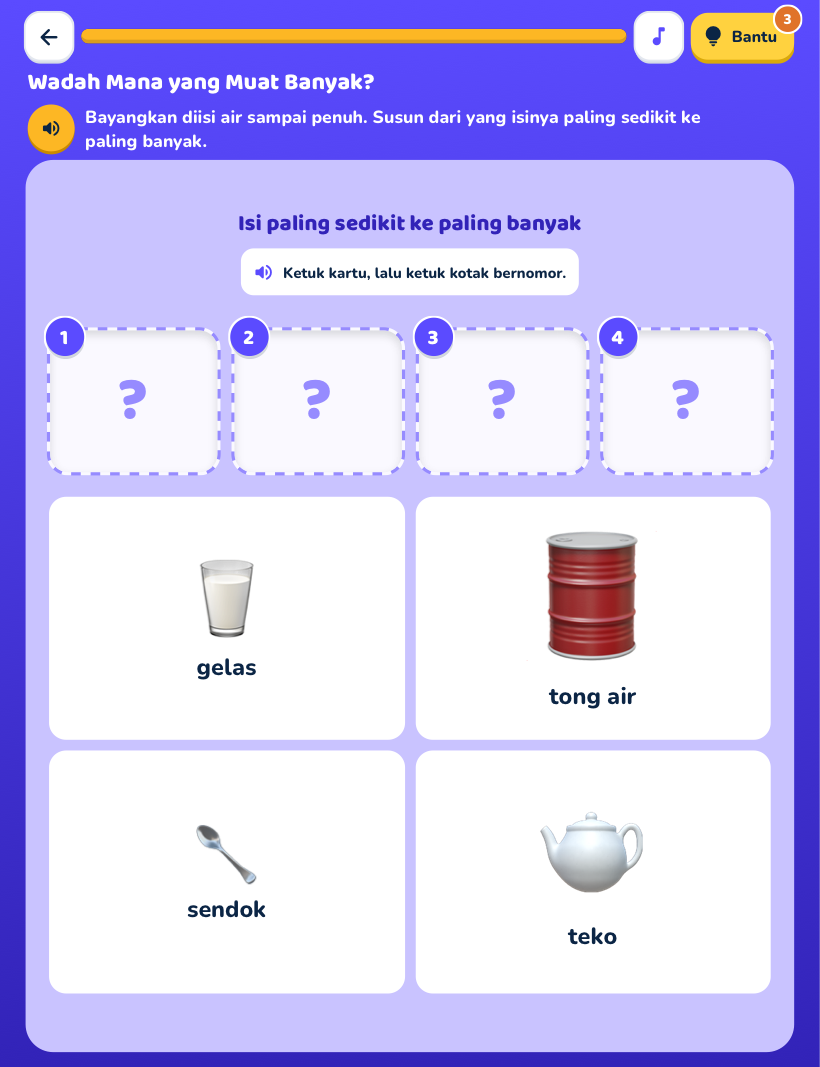 3
Bantu
Wadah Mana yang Muat Banyak?
Bayangkan diisi air sampai penuh. Susun dari yang isinya paling sedikit ke
paling banyak.
Isi paling sedikit ke paling banyak
Ketuk kartu, lalu ketuk kotak bernomor.
1 2 3 4
? ? ? ?
gelas
tong air
sendok
teko